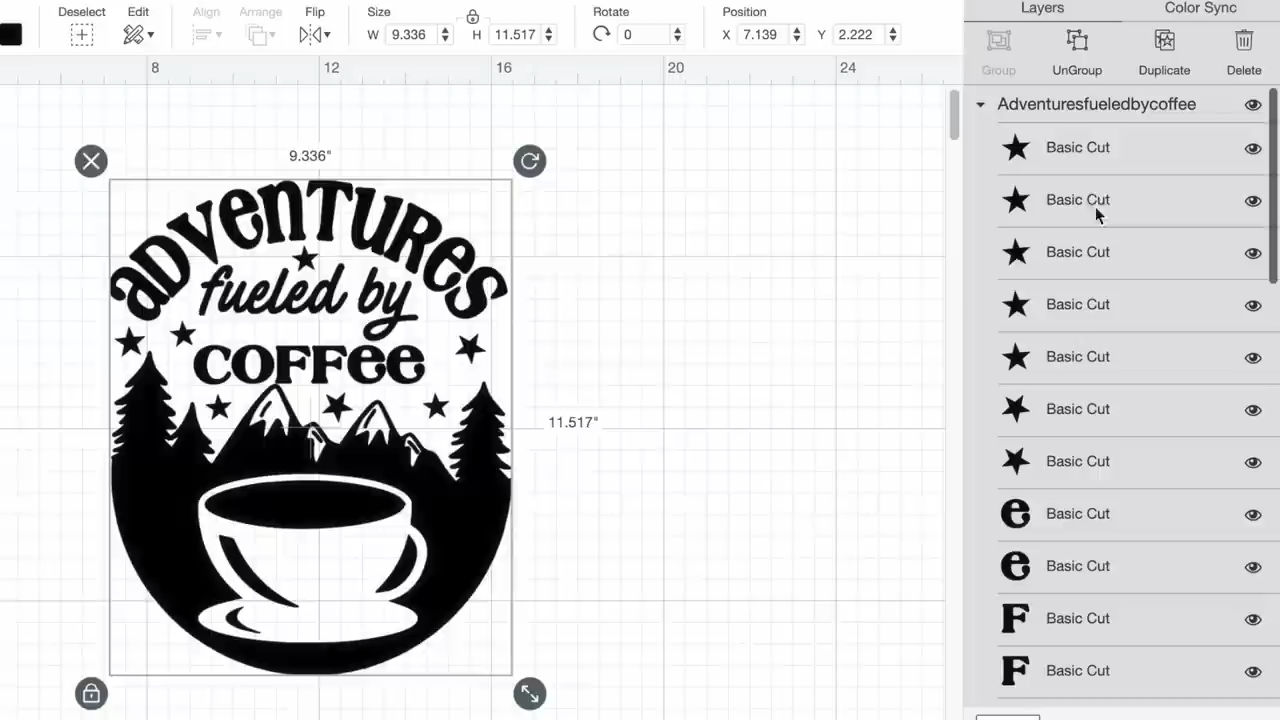 Deselect Edit Align Arrange Flip Size Rotate Position
W 9.336 H 11.517 0 X 7.139 Y 2.222
8 12 16 20 24
9.336"
ADVENTURES
fueled by
COFFee
11.517"
Layers Color Sync
Group UnGroup Duplicate Delete
Adventuresfueledbycoffee
Basic Cut
Basic Cut
Basic Cut
Basic Cut
Basic Cut
Basic Cut
Basic Cut
e Basic Cut
e Basic Cut
F Basic Cut
F Basic Cut